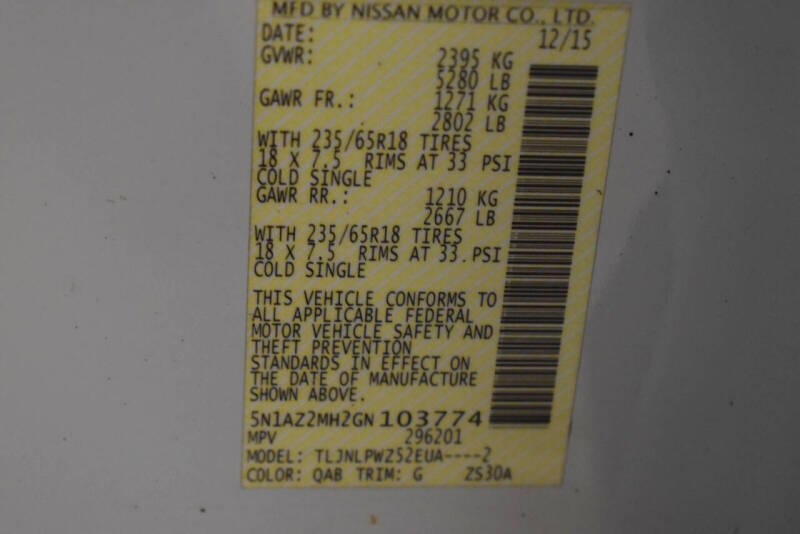 MFD BY NISSAN MOTOR CO., LTD.
DATE: 12/15
GVWR: 2395 KG
5280 LB
GAWR FR.: 1271 KG
2802 LB
WITH 235/65R18 TIRES
18 X 7.5 RIMS AT 33 PSI
COLD SINGLE
GAWR RR.: 1210 KG
2667 LB
WITH 235/65R18 TIRES
18 X 7.5 RIMS AT 33 PSI
COLD SINGLE
THIS VEHICLE CONFORMS TO
ALL APPLICABLE FEDERAL
MOTOR VEHICLE SAFETY AND
THEFT PREVENTION
STANDARDS IN EFFECT ON
THE DATE OF MANUFACTURE
SHOWN ABOVE.
5N1AZ2MH2GN103774
MPV 296201
MODEL: TLJNLPWZ52EUA----2
COLOR: QAB TRIM: G ZS30A